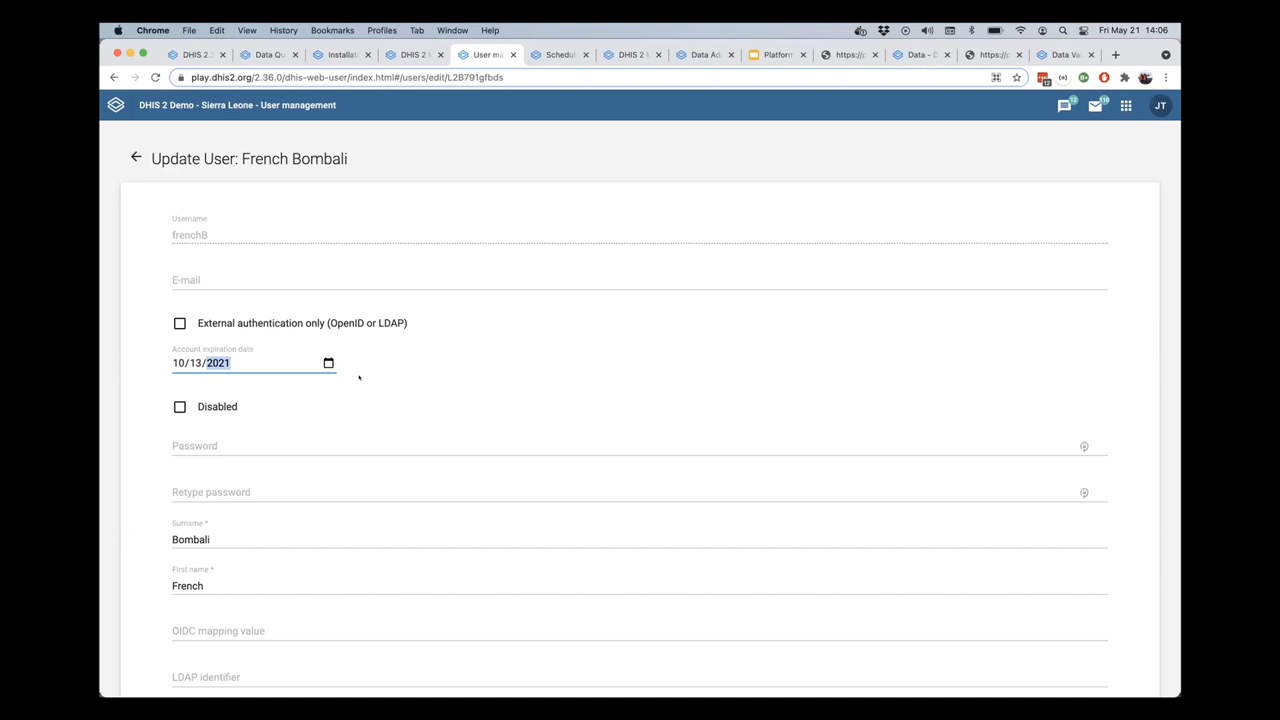 Chrome File Edit View History Bookmarks Profiles Tab Window Help Fri May 21 14:06
DHIS 2.2 Data Qu Installati DHIS 2 User ma Schedul DHIS 2 Data Ad Platform https:// Data - D https:// Data Va
play.dhis2.org/2.36.0/dhis-web-user/index.html#/users/edit/L2B791gfbds
DHIS 2 Demo - Sierra Leone - User management JT
Update User: French Bombali
Username
frenchB
E-mail
External authentication only (OpenID or LDAP)
Account expiration date
10/13/2021
Disabled
Password
Retype password
Surname *
Bombali
First name *
French
OIDC mapping value
LDAP identifier